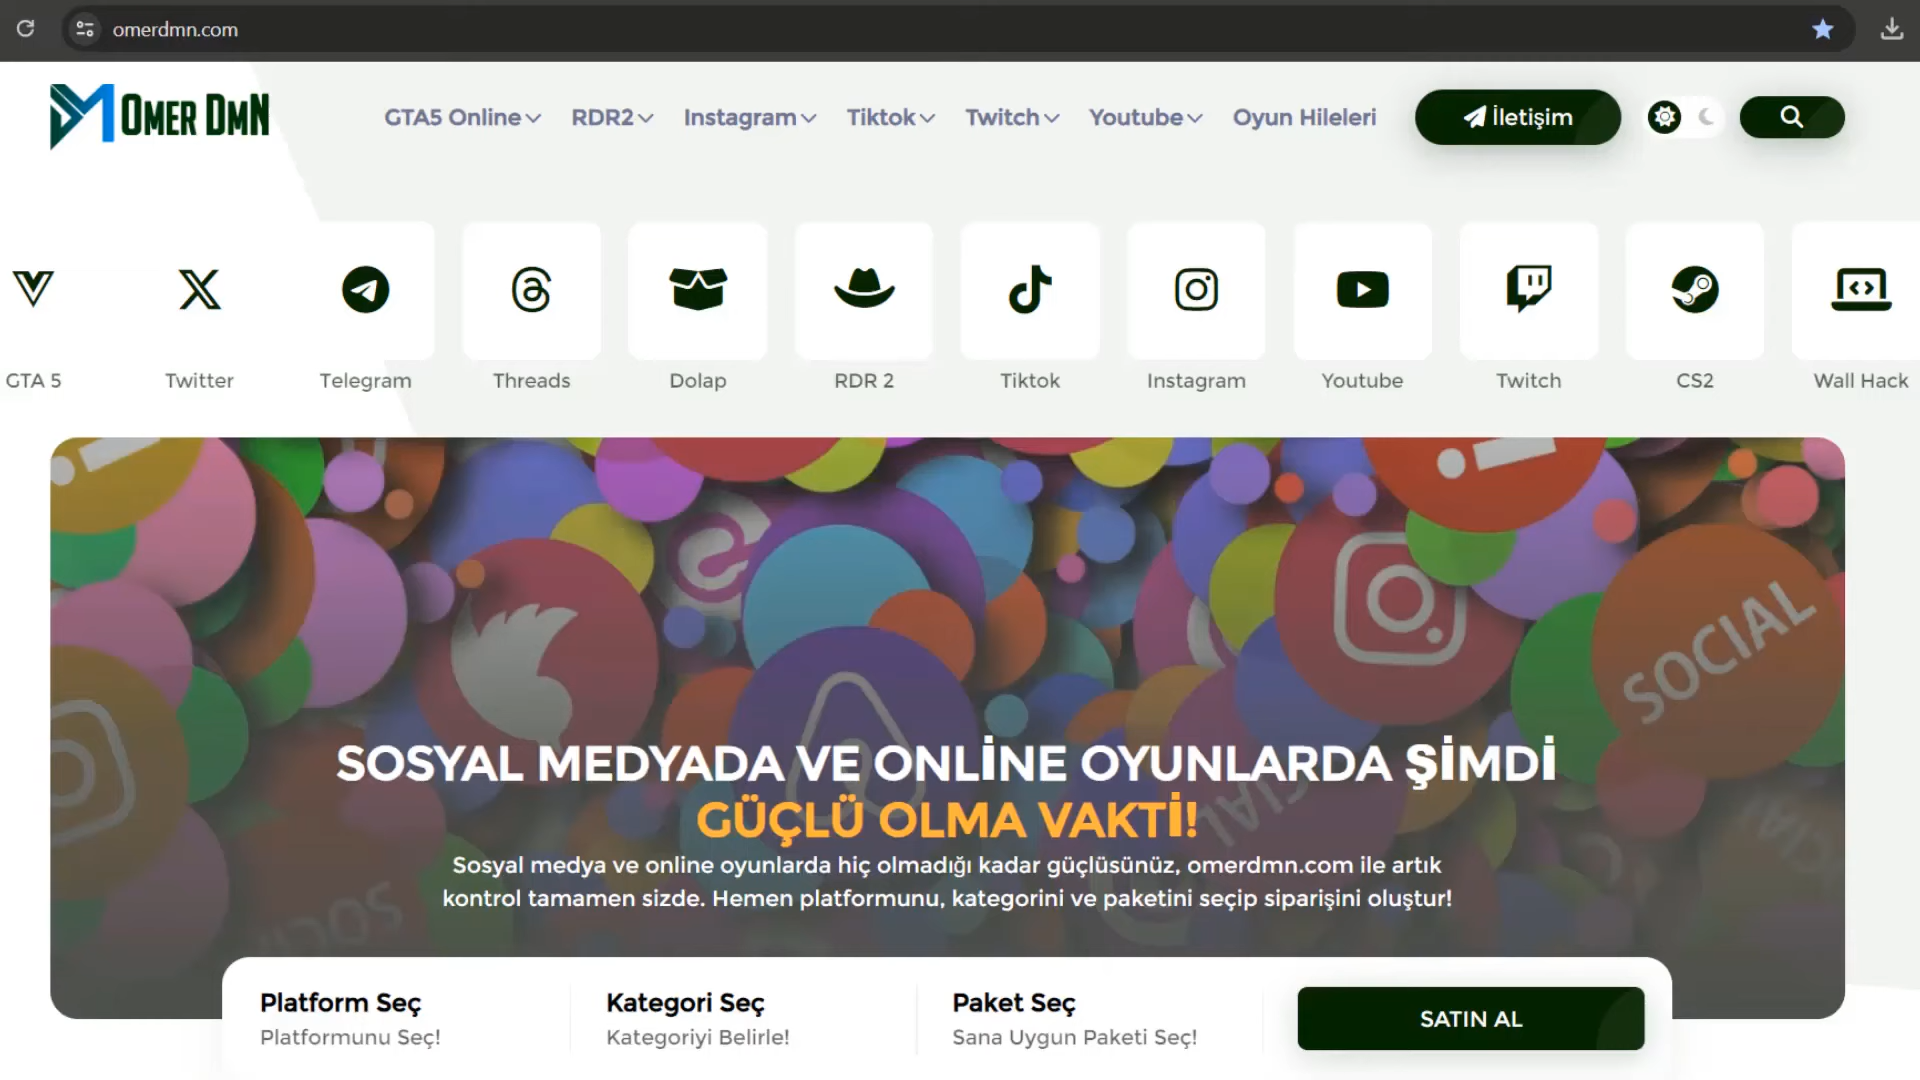 omerdmn.com
OMER DMN
GTA5 Online
RDR2
Instagram
Tiktok
Twitch
Youtube
Oyun Hileleri
İletişim
GTA 5
Twitter
Telegram
Threads
Dolap
RDR 2
Tiktok
Instagram
Youtube
Twitch
CS2
Wall Hack
SOCIAL
SOSYAL MEDYADA VE ONLİNE OYUNLARDA ŞİMDİ
GÜÇLÜ OLMA VAKTİ!
Sosyal medya ve online oyunlarda hiç olmadığı kadar güçlüsünüz, omerdmn.com ile artık
kontrol tamamen sizde. Hemen platformunu, kategorini ve paketini seçip siparişini oluştur!
Platform Seç
Platformunu Seç!
Kategori Seç
Kategoriyi Belirle!
Paket Seç
Sana Uygun Paketi Seç!
SATIN AL